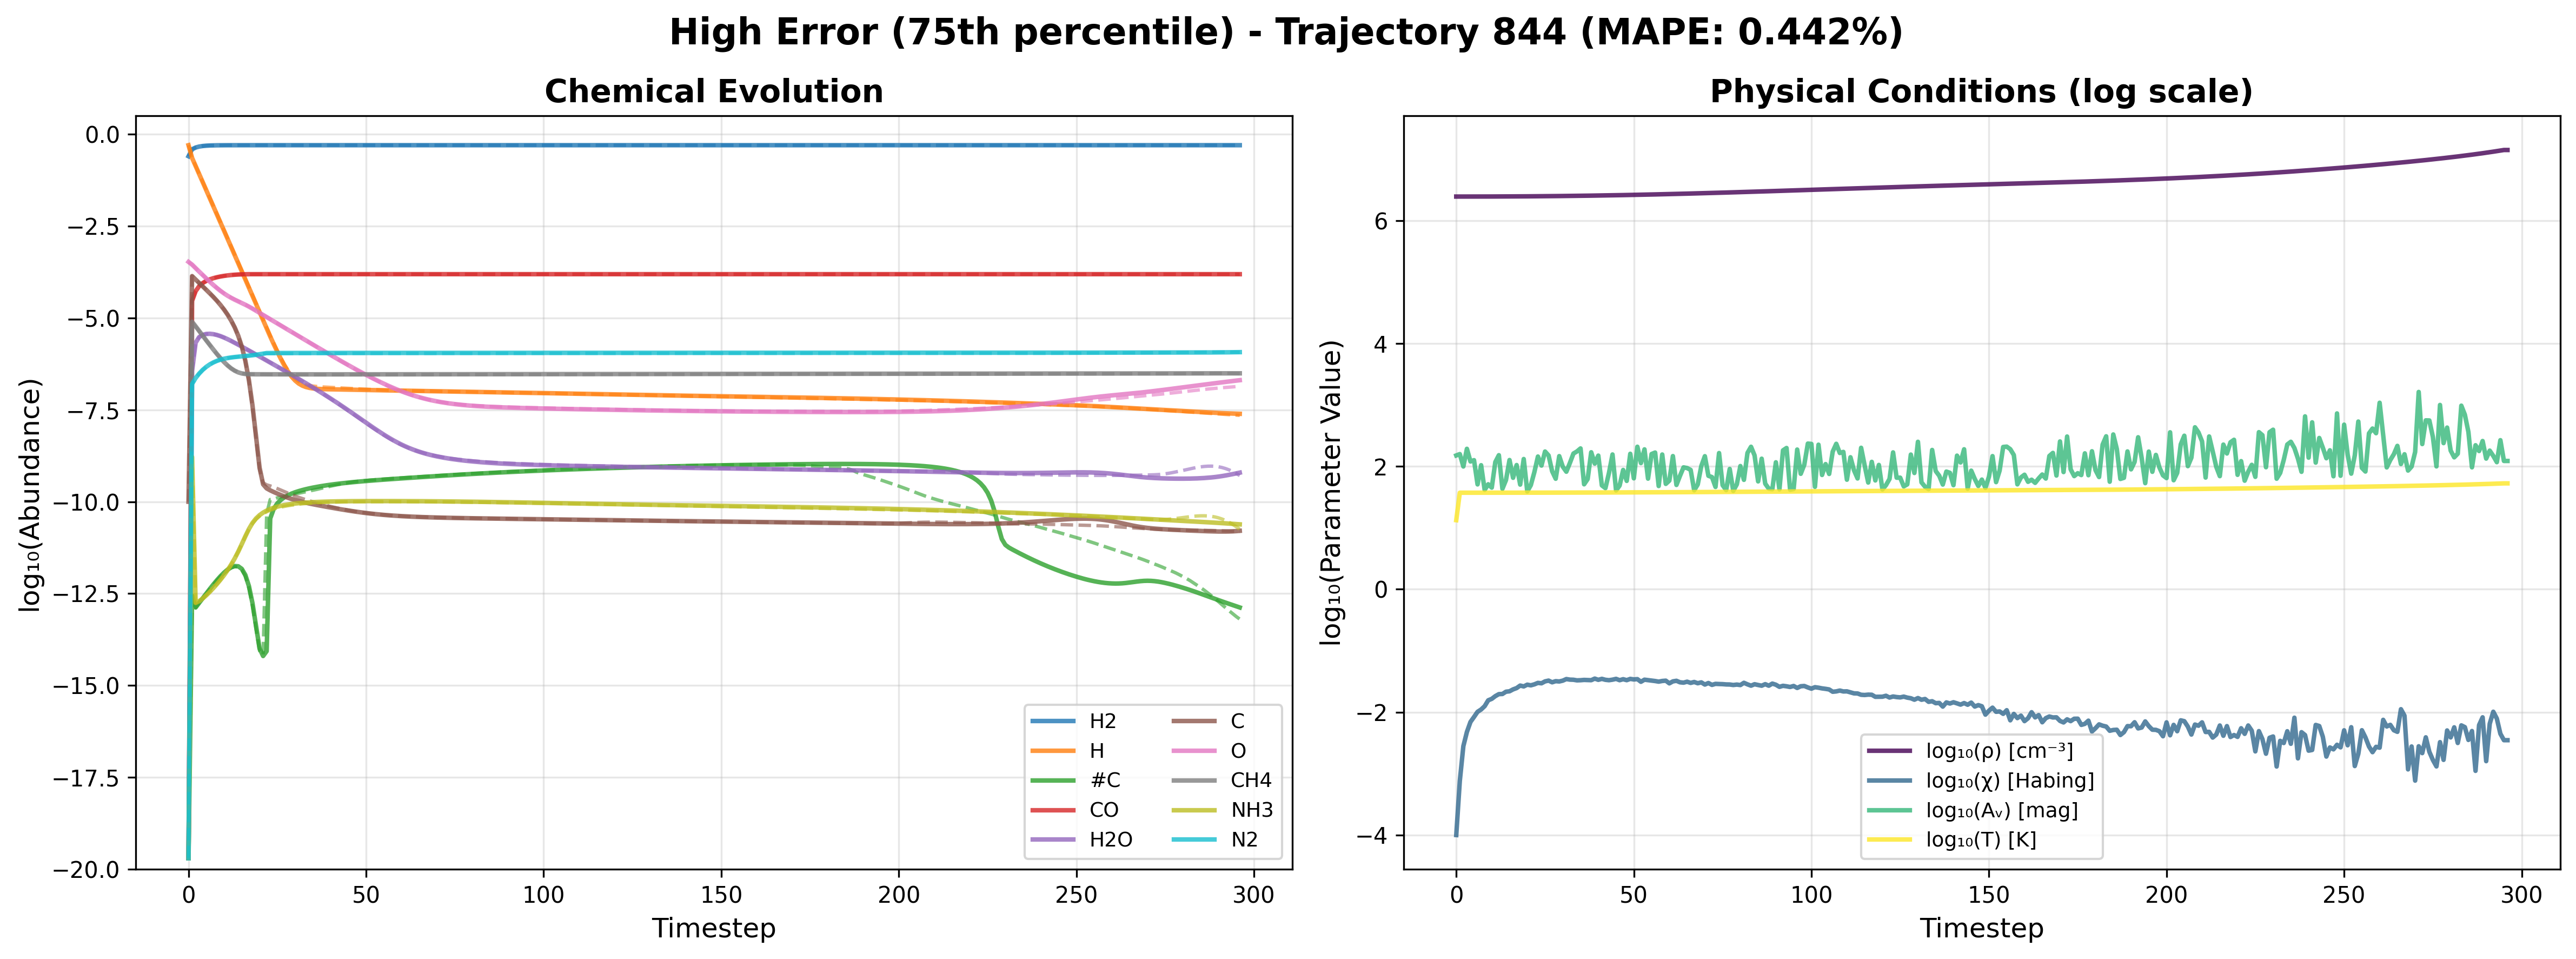 High Error (75th percentile) - Trajectory 844 (MAPE: 0.442%)
Chemical Evolution
log₁₀(Abundance)
0.0
−2.5
−5.0
−7.5
−10.0
−12.5
−15.0
−17.5
−20.0
0 50 100 150 200 250 300
Timestep
H2 C
H O
#C CH4
CO NH3
H2O N2
Physical Conditions (log scale)
log₁₀(Parameter Value)
6
4
2
0
−2
−4
0 50 100 150 200 250 300
Timestep
log₁₀(ρ) [cm⁻³]
log₁₀(χ) [Habing]
log₁₀(Aᵥ) [mag]
log₁₀(T) [K]